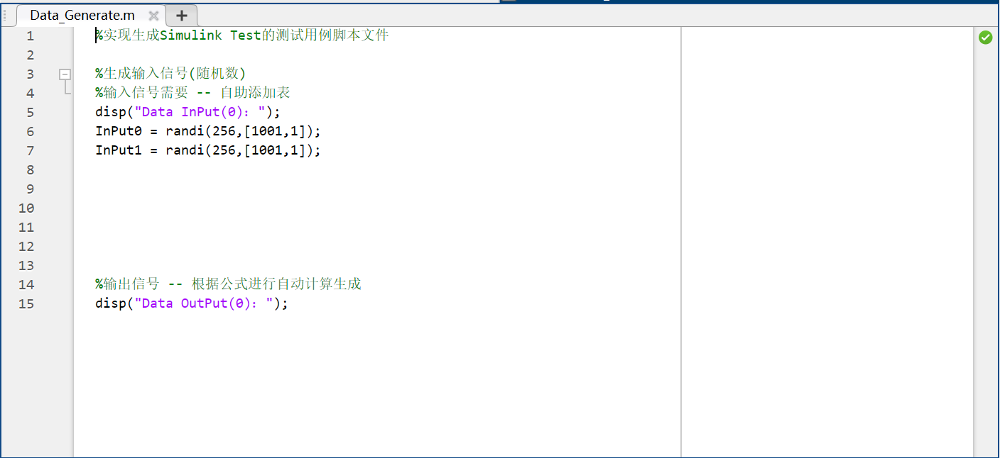 Data_Generate.m
1 %实现生成Simulink Test的测试用例脚本文件
2
3 %生成输入信号(随机数)
4 %输入信号需要 -- 自助添加表
5 disp("Data InPut(0)：");
6 InPut0 = randi(256,[1001,1]);
7 InPut1 = randi(256,[1001,1]);
8
9
10
11
12
13
14 %输出信号 -- 根据公式进行自动计算生成
15 disp("Data OutPut(0)：");